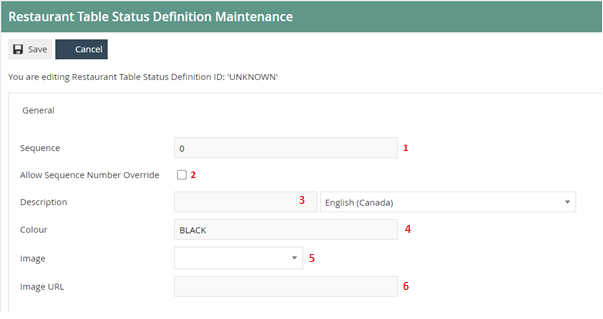 Restaurant Table Status Definition Maintenance
Save Cancel
You are editing Restaurant Table Status Definition ID: 'UNKNOWN'
General
Sequence 0 1
Allow Sequence Number Override 2
Description 3 English (Canada)
Colour BLACK 4
Image 5
Image URL 6